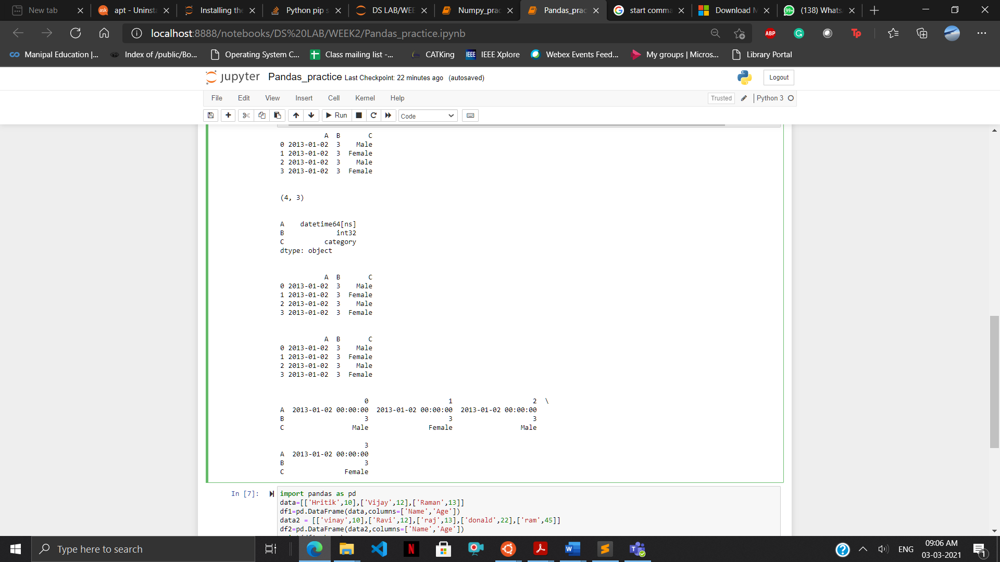 New tab
apt - Uninsta
Installing the
Python pip s
DS LAB/WEE
Numpy_prac
Pandas_prac
start comma
Download M
(138) Whats
localhost:8888/notebooks/DS%20LAB/WEEK2/Pandas_practice.ipynb
Manipal Education |...
Index of /public/Bo...
Operating System C...
Class mailing list -...
CATKing
IEEE Xplore
Webex Events Feed...
My groups | Micros...
Library Portal
jupyter Pandas_practice Last Checkpoint: 22 minutes ago (autosaved)
Logout
File Edit View Insert Cell Kernel Help
Trusted Python 3
Run Code
A B C
0 2013-01-02 3 Male
1 2013-01-02 3 Female
2 2013-01-02 3 Male
3 2013-01-02 3 Female
(4, 3)
A datetime64[ns]
B int32
C category
dtype: object
A B C
0 2013-01-02 3 Male
1 2013-01-02 3 Female
2 2013-01-02 3 Male
3 2013-01-02 3 Female
A B C
0 2013-01-02 3 Male
1 2013-01-02 3 Female
2 2013-01-02 3 Male
3 2013-01-02 3 Female
0 1 2 \
A 2013-01-02 00:00:00 2013-01-02 00:00:00 2013-01-02 00:00:00
B 3 3 3
C Male Female Male
3
A 2013-01-02 00:00:00
B 3
C Female
In [7]: import pandas as pd
data=[['Hritik',10],['Vijay',12],['Raman',13]]
df1=pd.DataFrame(data,columns=['Name','Age'])
data2 = [['vinay',10],['Ravi',12],['raj',13],['donald',22],['ram',45]]
df2=pd.DataFrame(data2,columns=['Name','Age'])
Type here to search
ENG
09:06 AM
03-03-2021
1